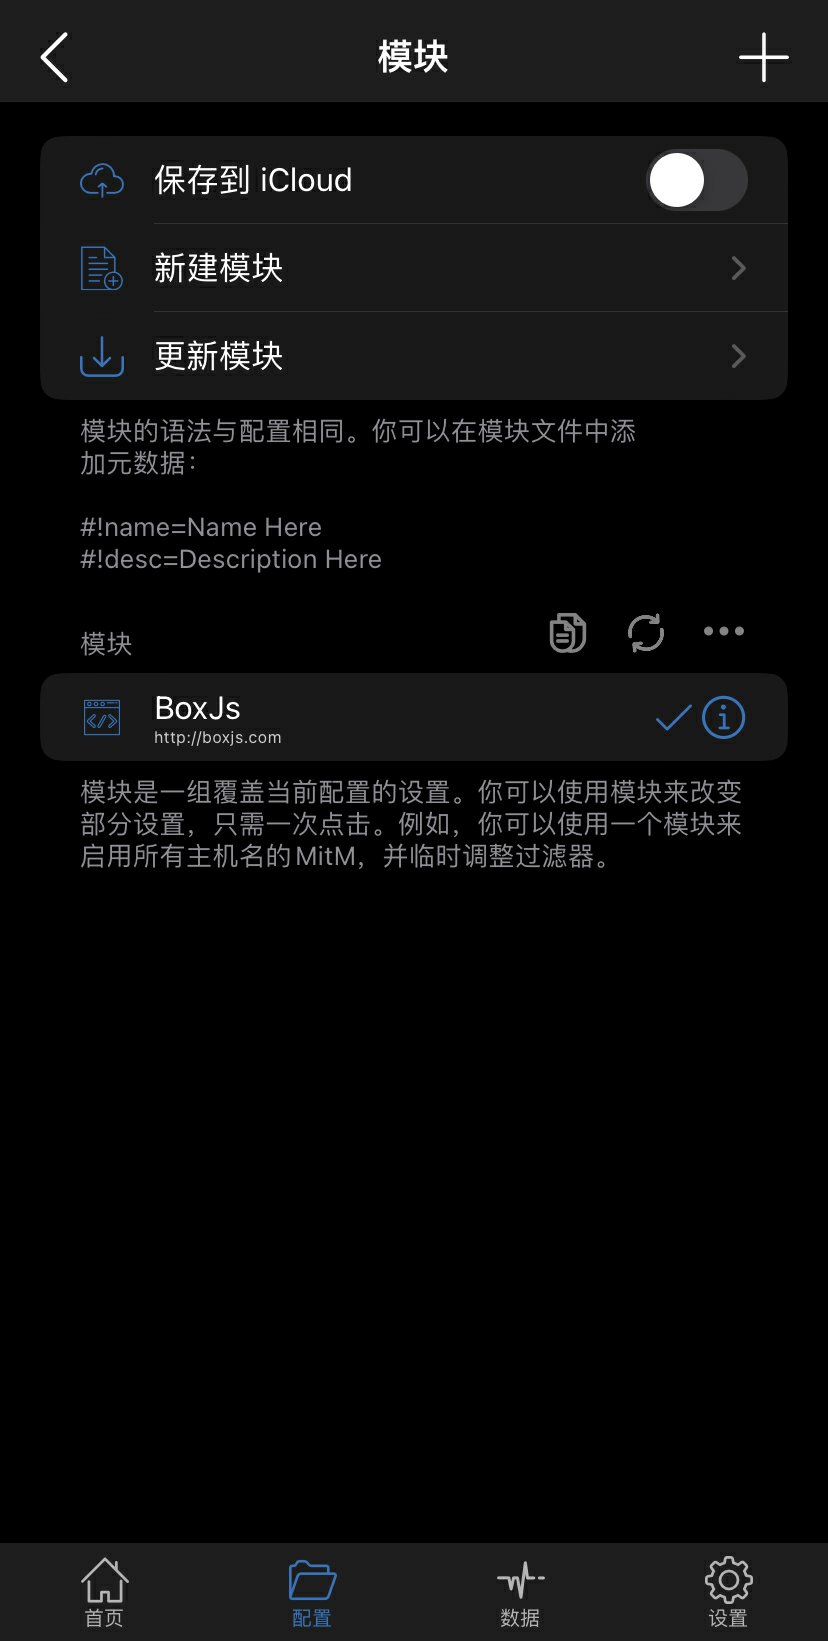 模块
保存到 iCloud
新建模块
更新模块
模块的语法与配置相同。你可以在模块文件中添
加元数据：
#!name=Name Here
#!desc=Description Here
模块
BoxJs
http://boxjs.com
模块是一组覆盖当前配置的设置。你可以使用模块来改变
部分设置，只需一次点击。例如，你可以使用一个模块来
启用所有主机名的MitM，并临时调整过滤器。
首页
配置
数据
设置